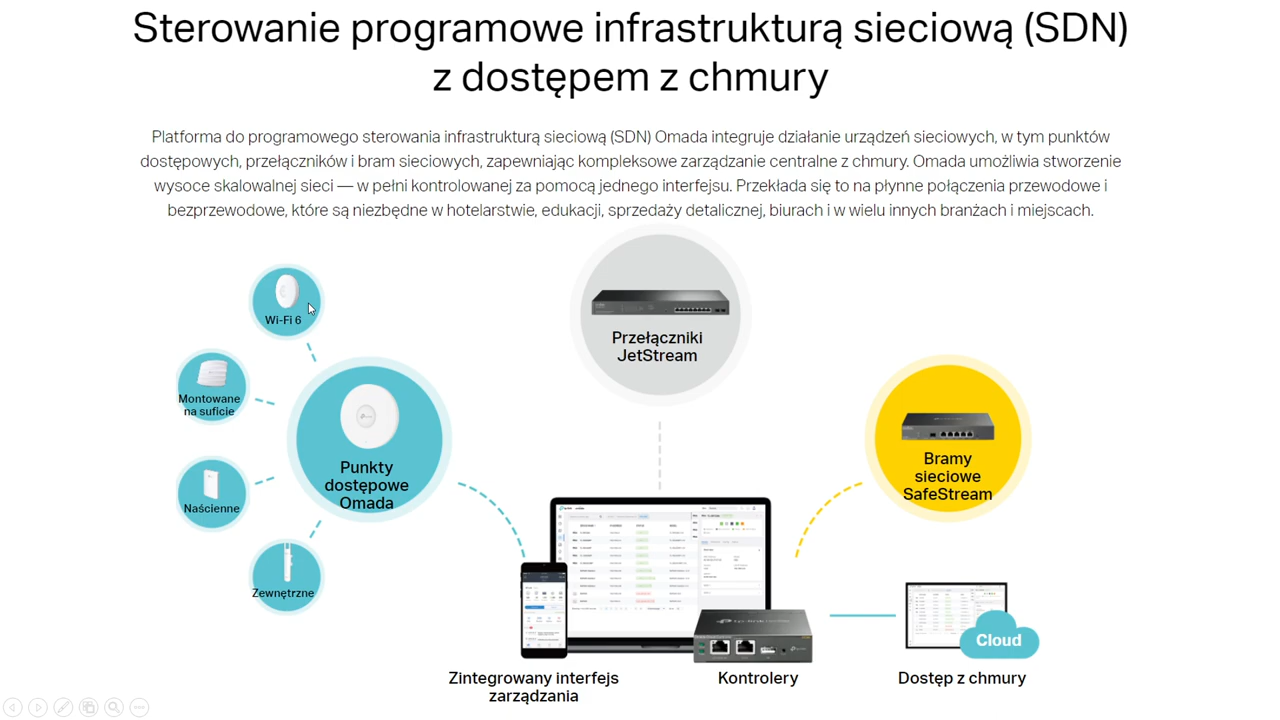 Sterowanie programowe infrastrukturą sieciową (SDN)
z dostępem z chmury
Platforma do programowego sterowania infrastrukturą sieciową (SDN) Omada integruje działanie urządzeń sieciowych, w tym punktów
dostępowych, przełączników i bram sieciowych, zapewniając kompleksowe zarządzanie centralne z chmury. Omada umożliwia stworzenie
wysoce skalowalnej sieci — w pełni kontrolowanej za pomocą jednego interfejsu. Przekłada się to na płynne połączenia przewodowe i
bezprzewodowe, które są niezbędne w hotelarstwie, edukacji, sprzedaży detalicznej, biurach i w wielu innych branżach i miejscach.
Wi-Fi 6
Montowane
na suficie
Naścienne
Zewnętrzne
Punkty
dostępowe
Omada
Przełączniki
JetStream
Bramy
sieciowe
SafeStream
tp-link
Cloud
Zintegrowany interfejs
zarządzania
Kontrolery
Dostęp z chmury